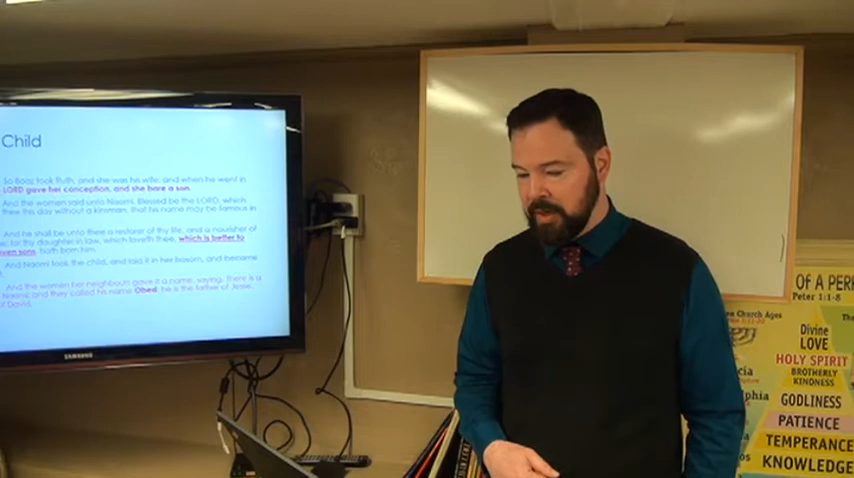 Child
So Boaz took Ruth, and she was his wife: and when he went in
LORD gave her conception, and she bare a son.
And the women said unto Naomi, Blessed be the LORD, which
thee this day without a kinsman, that his name may be famous in
And he shall be unto thee a restorer of thy life, and a nourisher of
for thy daughter in law, which loveth thee, which is better to
even sons, hath born him.
And Naomi took the child, and laid it in her bosom, and became
And the women her neighbours gave it a name, saying, There is a
Naomi; and they called his name Obed: he is the father of Jesse,
of David.
SAMSUNG
OF A PER
Peter 1:1-8
en Church Ages
Divine
LOVE
HOLY SPIRIT
BROTHERLY
KINDNESS
GODLINESS
PATIENCE
TEMPERANCE
KNOWLEDG